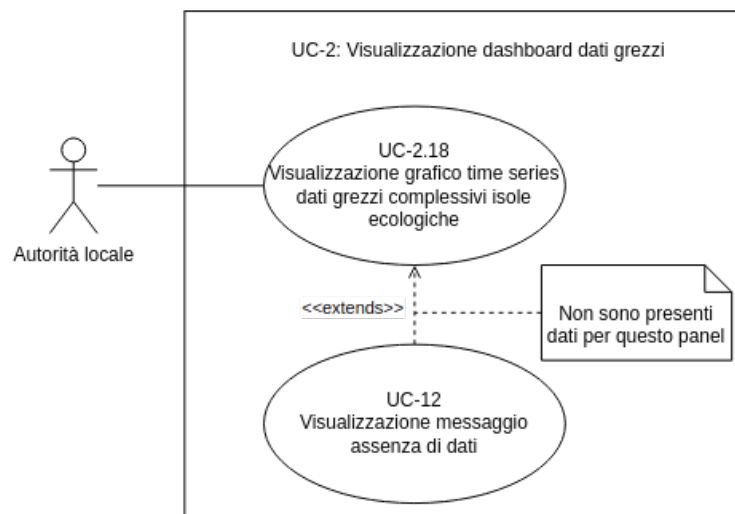 UC-2: Visualizzazione dashboard dati grezzi
UC-2.18
Visualizzazione grafico time series
dati grezzi complessivi isole
ecologiche
Autorità locale
<<extends>>
Non sono presenti
dati per questo panel
UC-12
Visualizzazione messaggio
assenza di dati